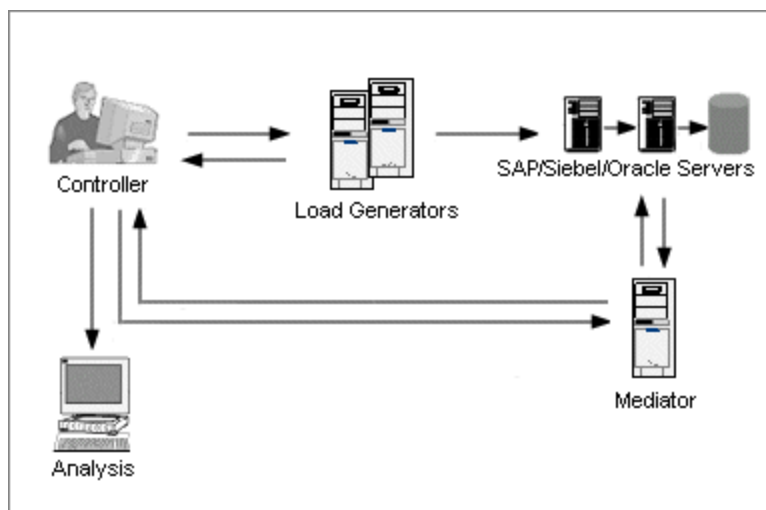 Controller
Load Generators
SAP/Siebel/Oracle Servers
Mediator
Analysis